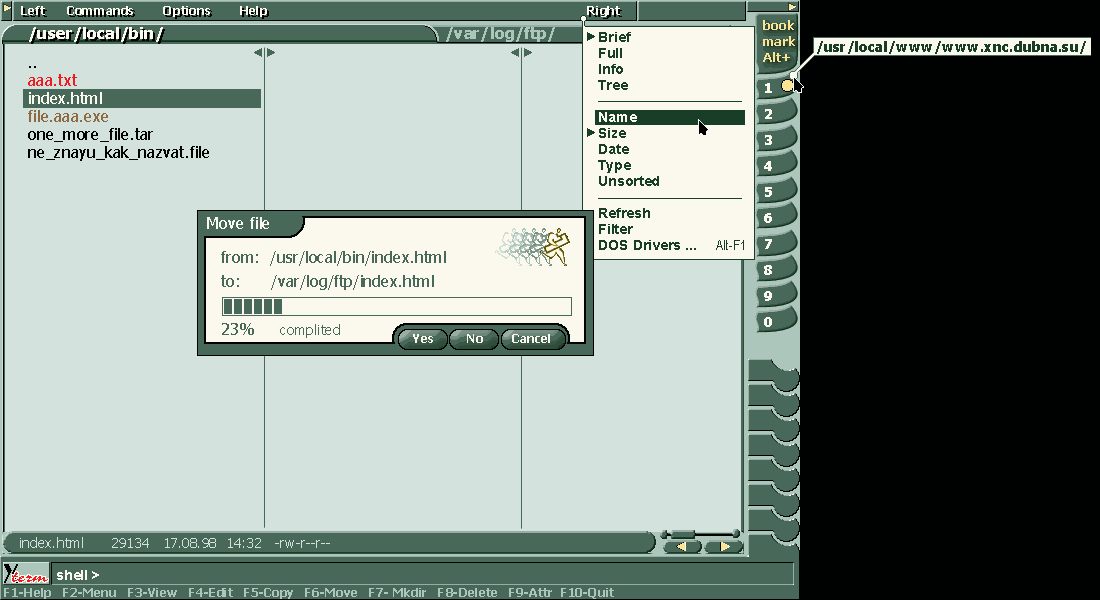 Left Commands Options Help Right
/user/local/bin/ /var/log/ftp/
book
mark
Alt+
/usr/local/www/www.xnc.dubna.su/
..
aaa.txt
index.html
file.aaa.exe
one_more_file.tar
ne_znayu_kak_nazvat.file
Brief
Full
Info
Tree
Name
Size
Date
Type
Unsorted
Refresh
Filter
DOS Drivers ... Alt-F1
1
2
3
4
5
6
7
8
9
0
Move file
from: /usr/local/bin/index.html
to: /var/log/ftp/index.html
23% complited
Yes No Cancel
index.html 29134 17.08.98 14:32 -rw-r--r--
Yterm shell >
F1-Help F2-Menu F3-View F4-Edit F5-Copy F6-Move F7- Mkdir F8-Delete F9-Attr F10-Quit